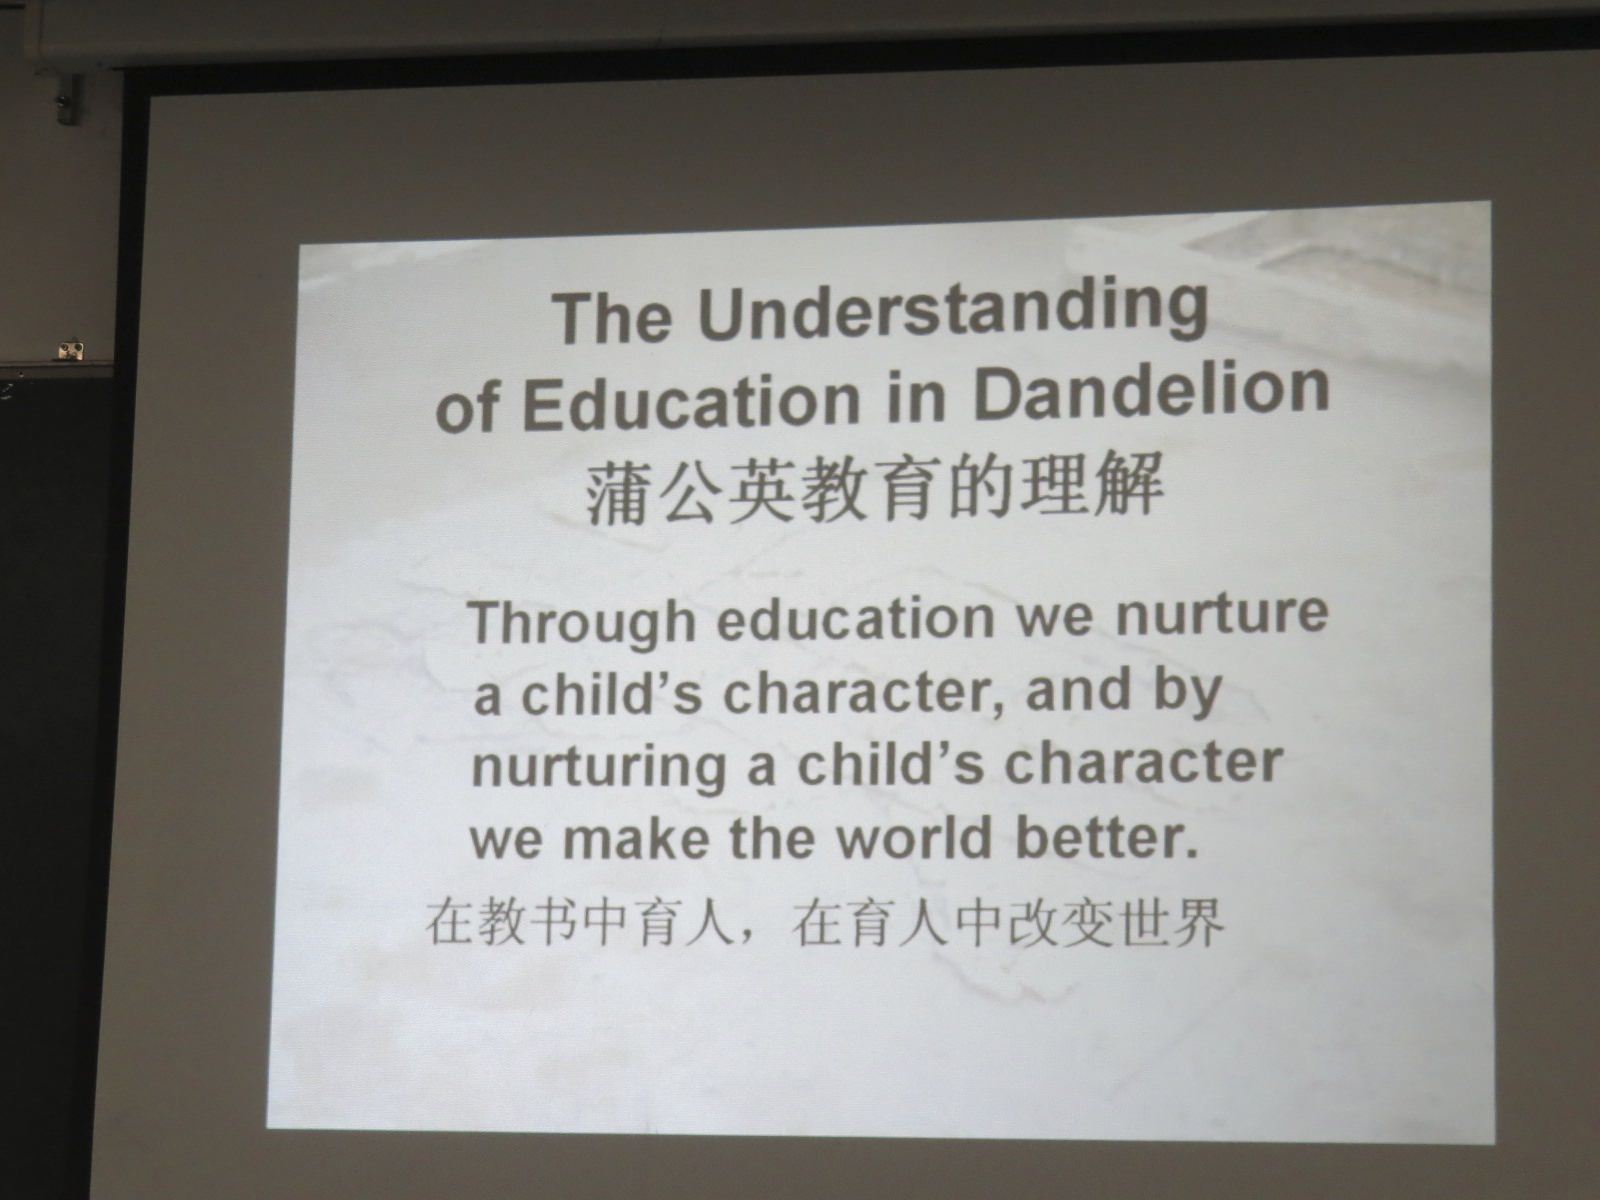 The Understanding
of Education in Dandelion
蒲公英教育的理解
Through education we nurture
a child’s character, and by
nurturing a child’s character
we make the world better.
在教书中育人，在育人中改变世界